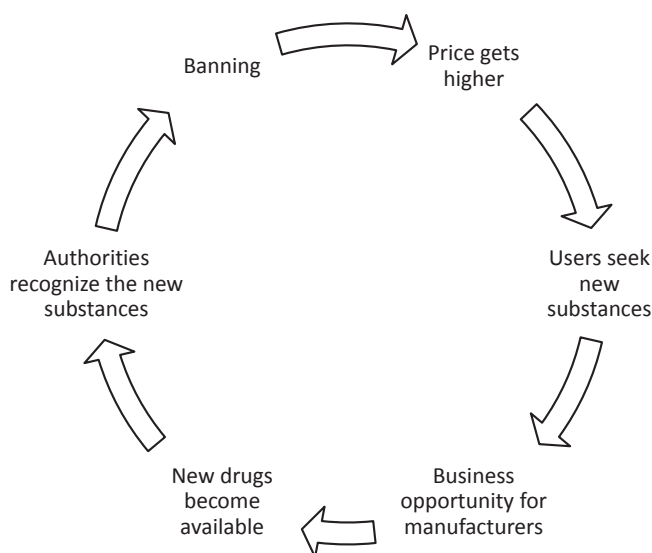 Banning
Price gets
higher
Users seek
new
substances
Business
opportunity for
manufacturers
New drugs
become
available
Authorities
recognize the new
substances